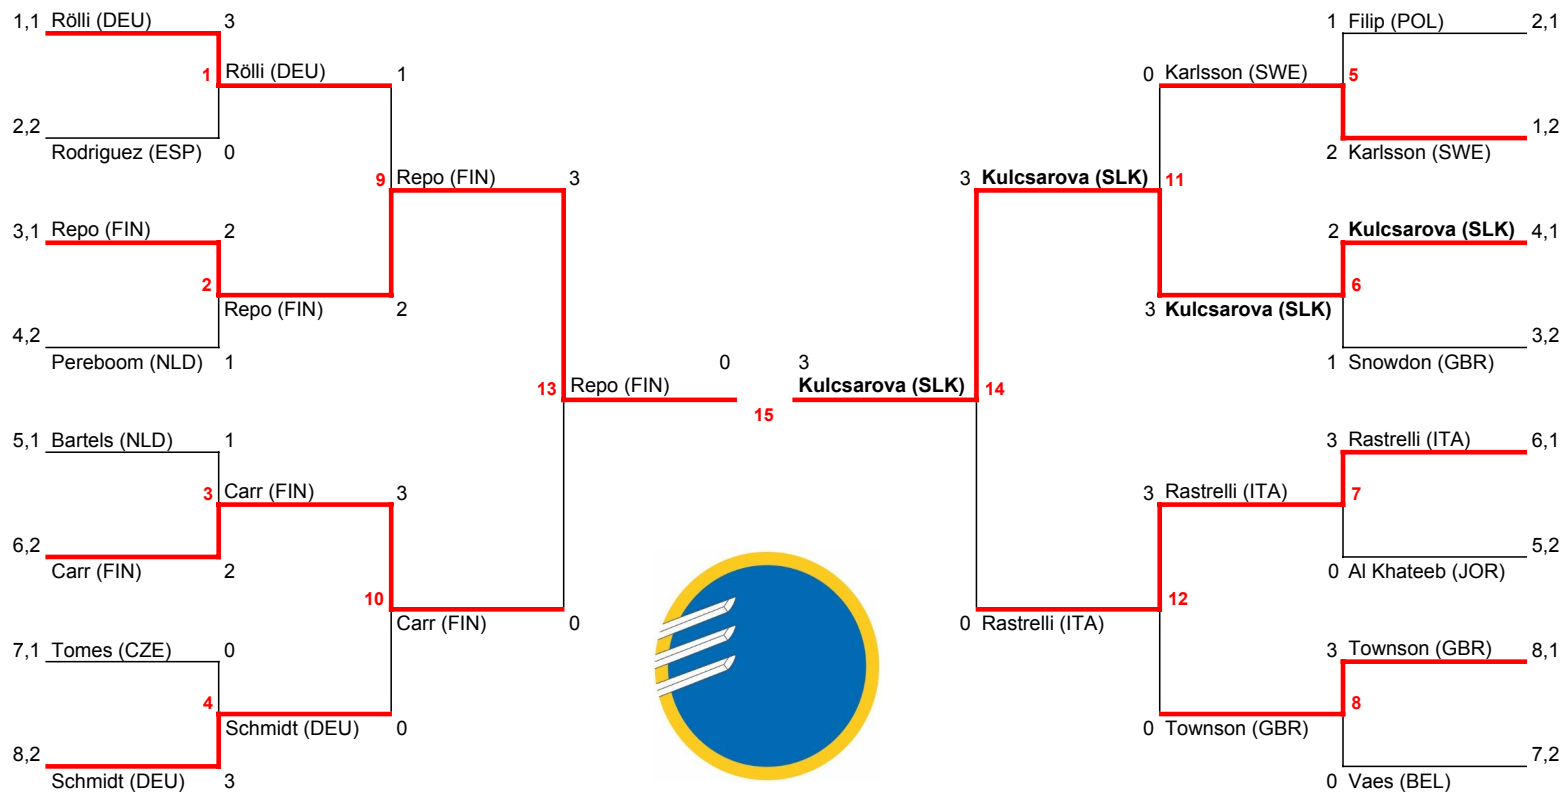 1,1 Rölli (DEU) 3 1 Filip (POL) 2,1
1 Rölli (DEU) 1 0 Karlsson (SWE) 5
2,2 1,2
Rodriguez (ESP) 0 2 Karlsson (SWE)
9 Repo (FIN) 3 3 Kulcsarova (SLK) 11
3,1 Repo (FIN) 2 2 Kulcsarova (SLK) 4,1
2 6
Repo (FIN) 2 3 Kulcsarova (SLK)
4,2 3,2
Pereboom (NLD) 1 0 3 1 Snowdon (GBR)
13 Repo (FIN) Kulcsarova (SLK) 14
15
5,1 Bartels (NLD) 1 3 Rastrelli (ITA) 6,1
3 Carr (FIN) 3 3 Rastrelli (ITA) 7
6,2 5,2
Carr (FIN) 2 0 Al Khateeb (JOR)
10 12
Carr (FIN) 0 0 Rastrelli (ITA)
7,1 Tomes (CZE) 0 3 Townson (GBR) 8,1
4 8
Schmidt (DEU) 0 0 Townson (GBR)
8,2 7,2
Schmidt (DEU) 3 0 Vaes (BEL)